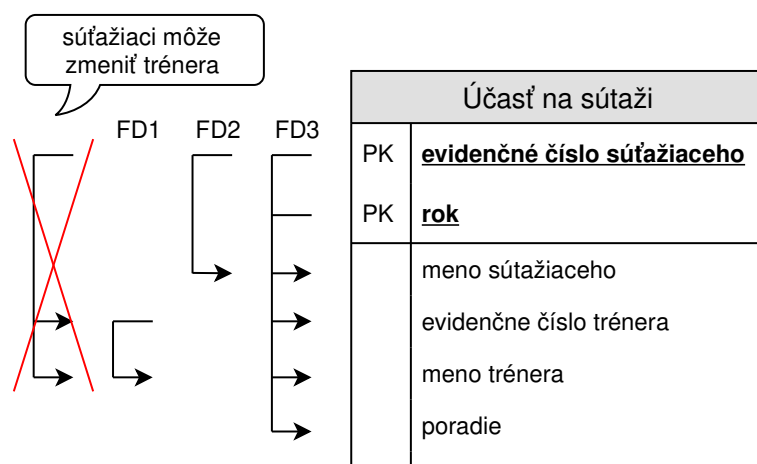 súťažiaci môže
zmeniť trénera
FD1 FD2 FD3
Účasť na sútaži
PK evidenčné číslo súťažiaceho
PK rok
meno sútažiaceho
evidenčne číslo trénera
meno trénera
poradie